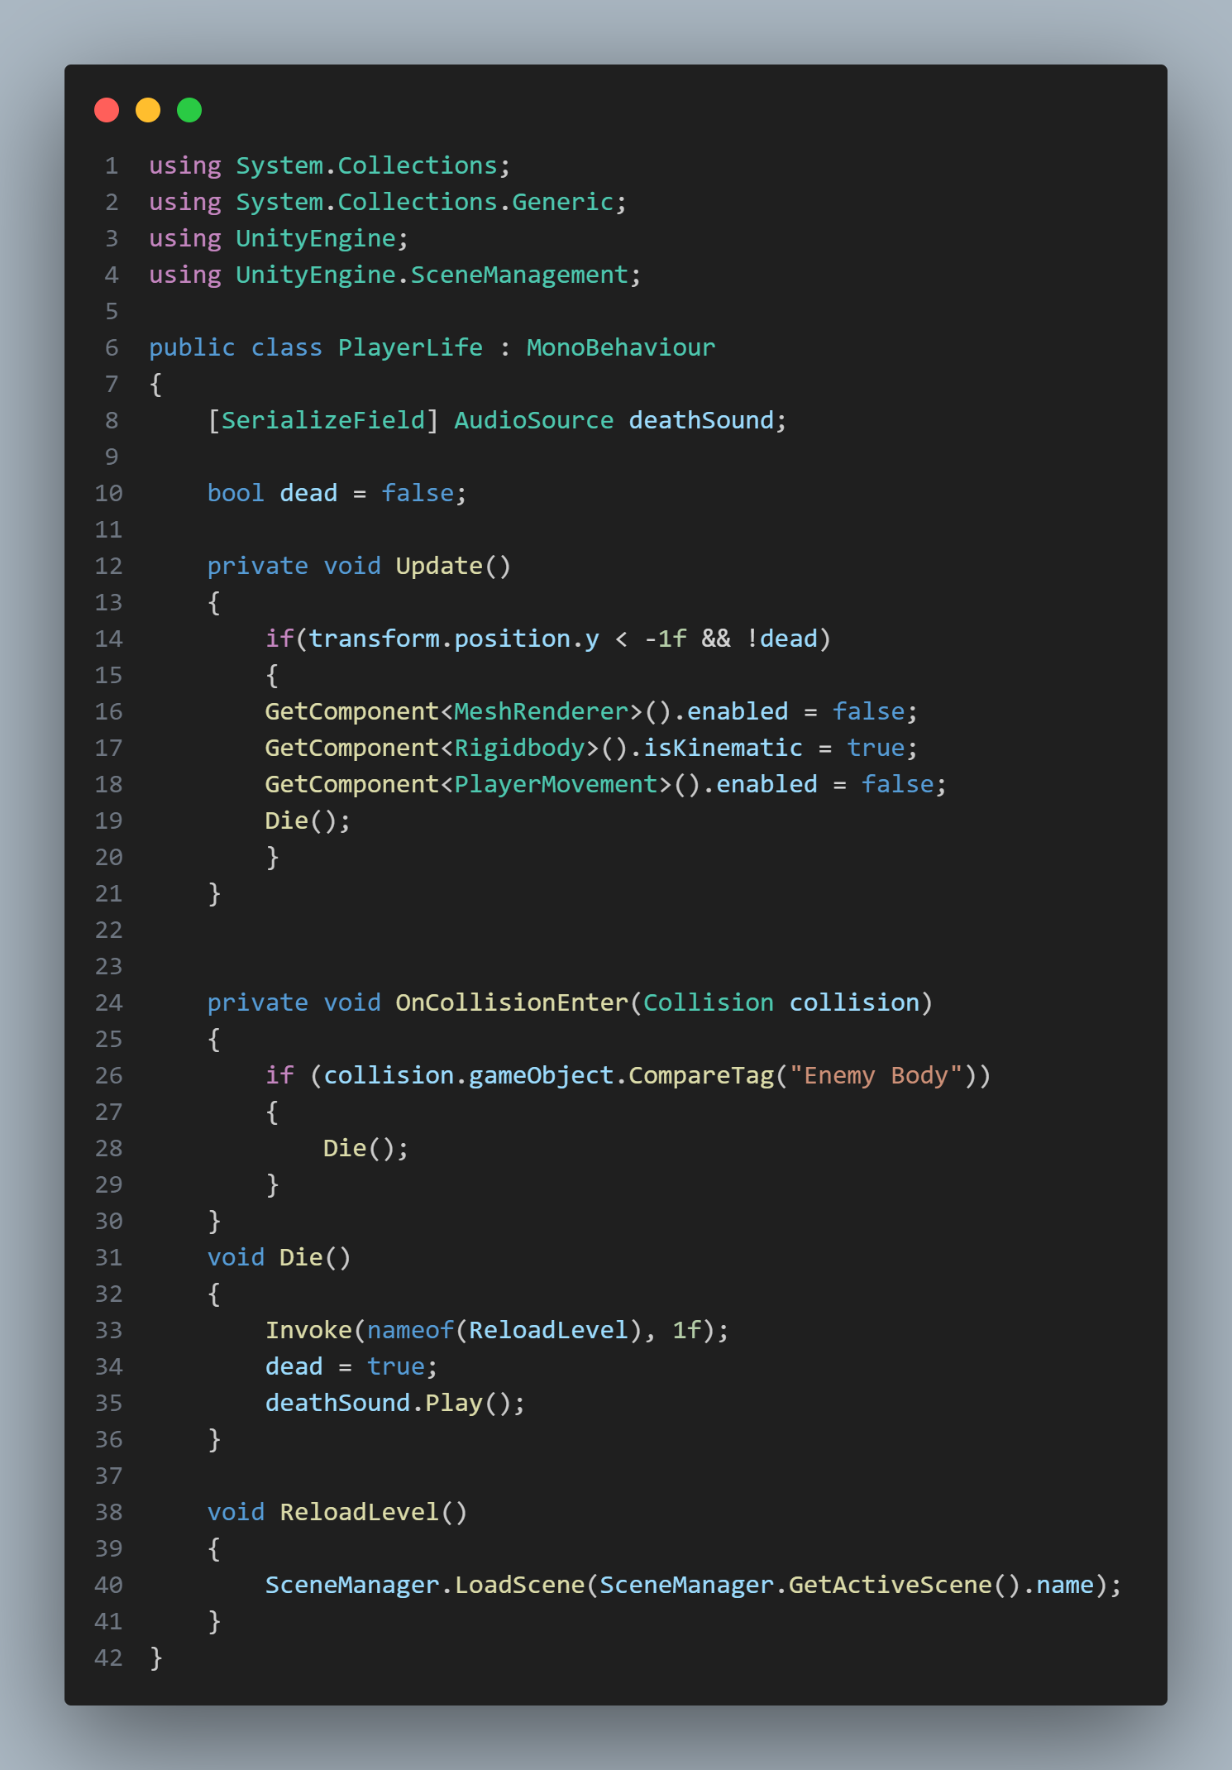 1 using System.Collections;
2 using System.Collections.Generic;
3 using UnityEngine;
4 using UnityEngine.SceneManagement;
5
6 public class PlayerLife : MonoBehaviour
7 {
8     [SerializeField] AudioSource deathSound;
9
10     bool dead = false;
11
12     private void Update()
13     {
14         if(transform.position.y < -1f && !dead)
15         {
16         GetComponent<MeshRenderer>().enabled = false;
17         GetComponent<Rigidbody>().isKinematic = true;
18         GetComponent<PlayerMovement>().enabled = false;
19         Die();
20         }
21     }
22
23
24     private void OnCollisionEnter(Collision collision)
25     {
26         if (collision.gameObject.CompareTag("Enemy Body"))
27         {
28             Die();
29         }
30     }
31     void Die()
32     {
33         Invoke(nameof(ReloadLevel), 1f);
34         dead = true;
35         deathSound.Play();
36     }
37
38     void ReloadLevel()
39     {
40         SceneManager.LoadScene(SceneManager.GetActiveScene().name);
41     }
42 }